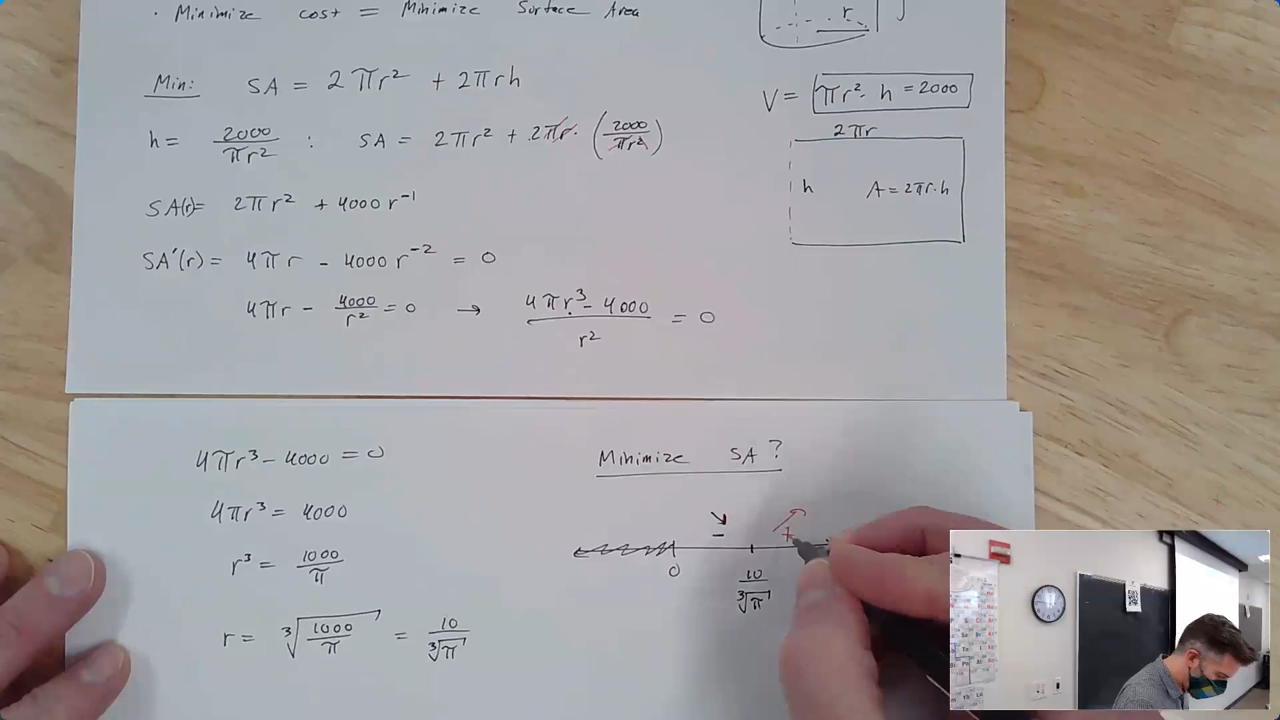 · Minimize cost = Minimize Surface Area
r
Min: SA = 2πr² + 2πrh
V = πr² · h = 2000
h = 2000/πr² : SA = 2πr² + 2πr · (2000/πr²)
2πr
h A = 2πr·h
SA(r) = 2πr² + 4000 r⁻¹
SA'(r) = 4πr - 4000 r⁻² = 0
4πr - 4000/r² = 0 → (4πr³ - 4000)/r² = 0
4πr³ - 4000 = 0
4πr³ = 4000
r³ = 1000/π
r = ∛(1000/π) = 10/∛π
Minimize SA?
- +
0 10/∛π